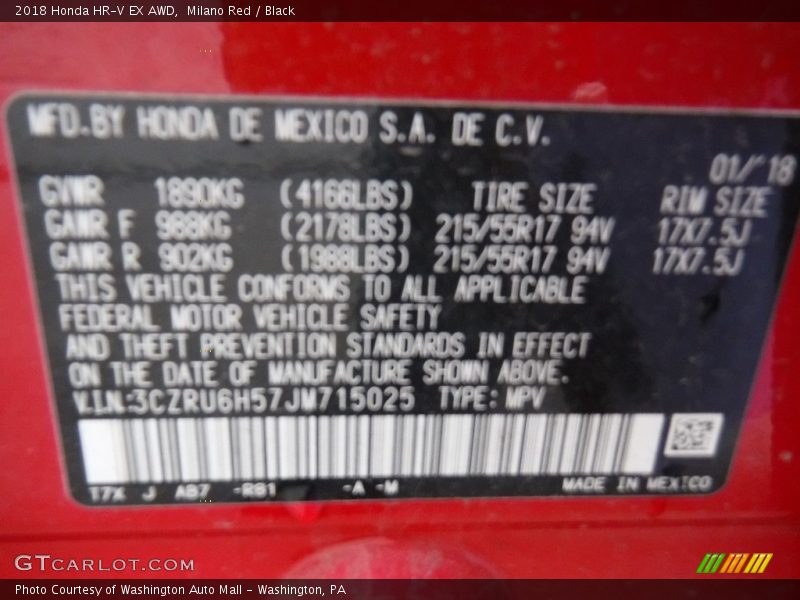 2018 Honda HR-V EX AWD, Milano Red / Black
MFD.BY HONDA DE MEXICO S.A. DE C.V.
01/'18
GVWR 1890KG (4166LBS) TIRE SIZE RIM SIZE
GAWR F 988KG (2178LBS) 215/55R17 94V 17X7.5J
GAWR R 902KG (1988LBS) 215/55R17 94V 17X7.5J
THIS VEHICLE CONFORMS TO ALL APPLICABLE
FEDERAL MOTOR VEHICLE SAFETY
AND THEFT PREVENTION STANDARDS IN EFFECT
ON THE DATE OF MANUFACTURE SHOWN ABOVE.
V.I.N:3CZRU6H57JM715025 TYPE: MPV
T7X J A87 -R81 -A -M MADE IN MEXICO
GTCARLOT.COM
Photo Courtesy of Washington Auto Mall - Washington, PA